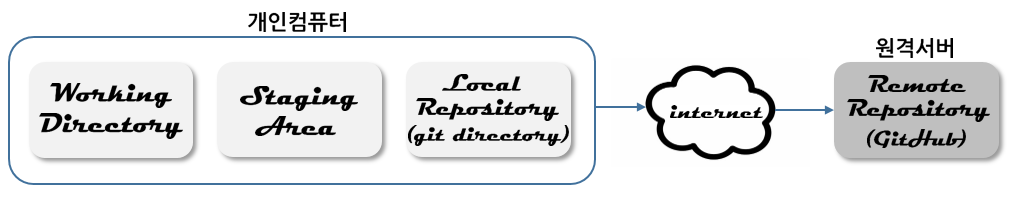 개인컴퓨터
원격서버
Working
Directory
Staging
Area
Local
Repository
(git directory)
internet
Remote
Repository
(GitHub)